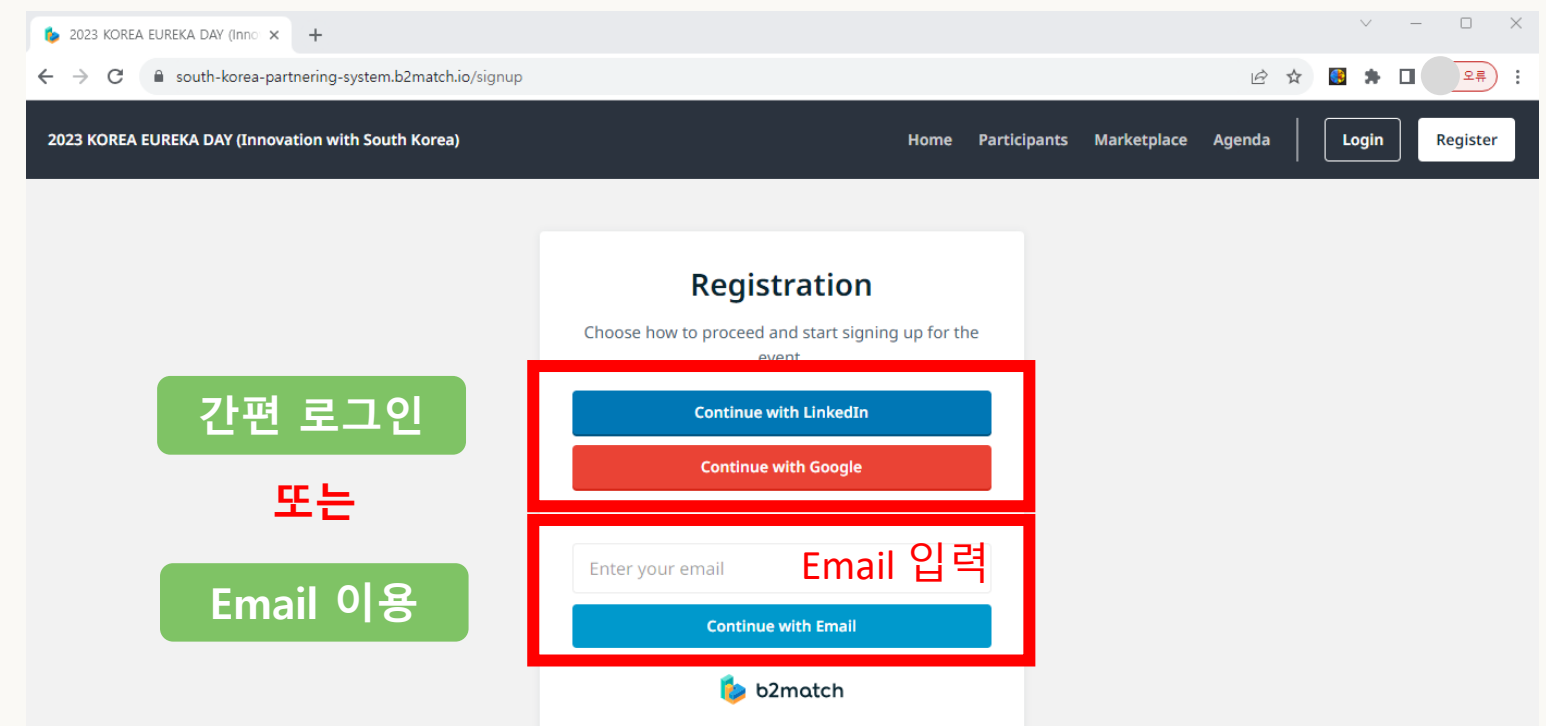 2023 KOREA EUREKA DAY (Inno
south-korea-partnering-system.b2match.io/signup
오류
2023 KOREA EUREKA DAY (Innovation with South Korea)
Home
Participants
Marketplace
Agenda
Login
Register
Registration
Choose how to proceed and start signing up for the
event
간편 로그인
또는
Email 이용
Continue with LinkedIn
Continue with Google
Enter your email
Email 입력
Continue with Email
b2match